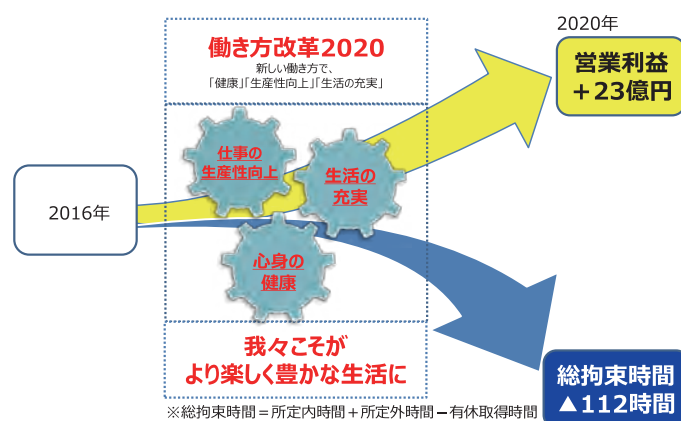 働き方改革2020
新しい働き方で、
「健康」「生産性向上」「生活の充実」
2020年
営業利益
+23億円
仕事の
生産性向上
生活の
充実
2016年
心身の
健康
我々こそが
より楽しく豊かな生活に
総拘束時間
▲112時間
※総拘束時間=所定内時間+所定外時間-有休取得時間